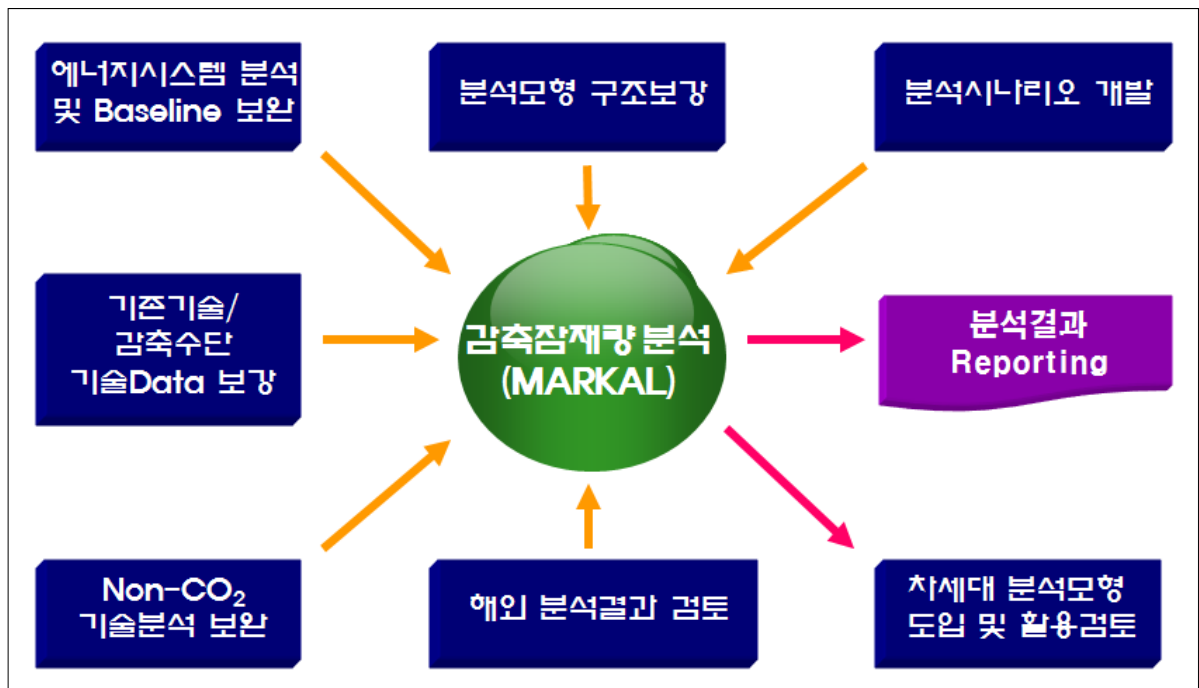 에너지시스템 분석
및 Baseline 보완
분석모형 구조보강
분석시나리오 개발
기존기술/
감축수단
기술Data 보강
감축잠재량 분석
(MARKAL)
분석결과
Reporting
Non-CO₂
기술분석 보완
해외 분석결과 검토
차세대 분석모형
도입 및 활용검토